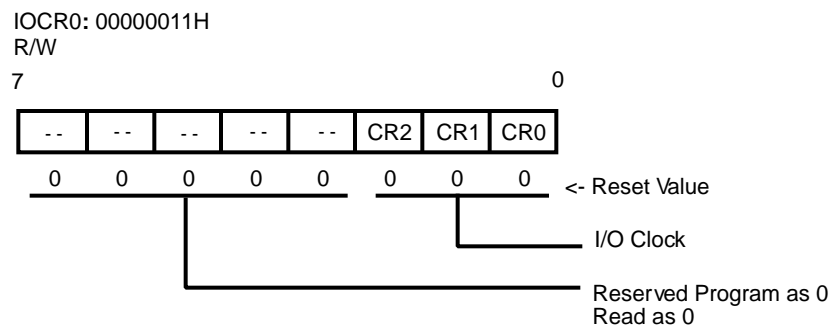 IOCR0: 00000011H
R/W
7 0
-- -- -- -- -- CR2 CR1 CR0
0 0 0 0 0 0 0 0 <- Reset Value
I/O Clock
Reserved Program as 0
Read as 0